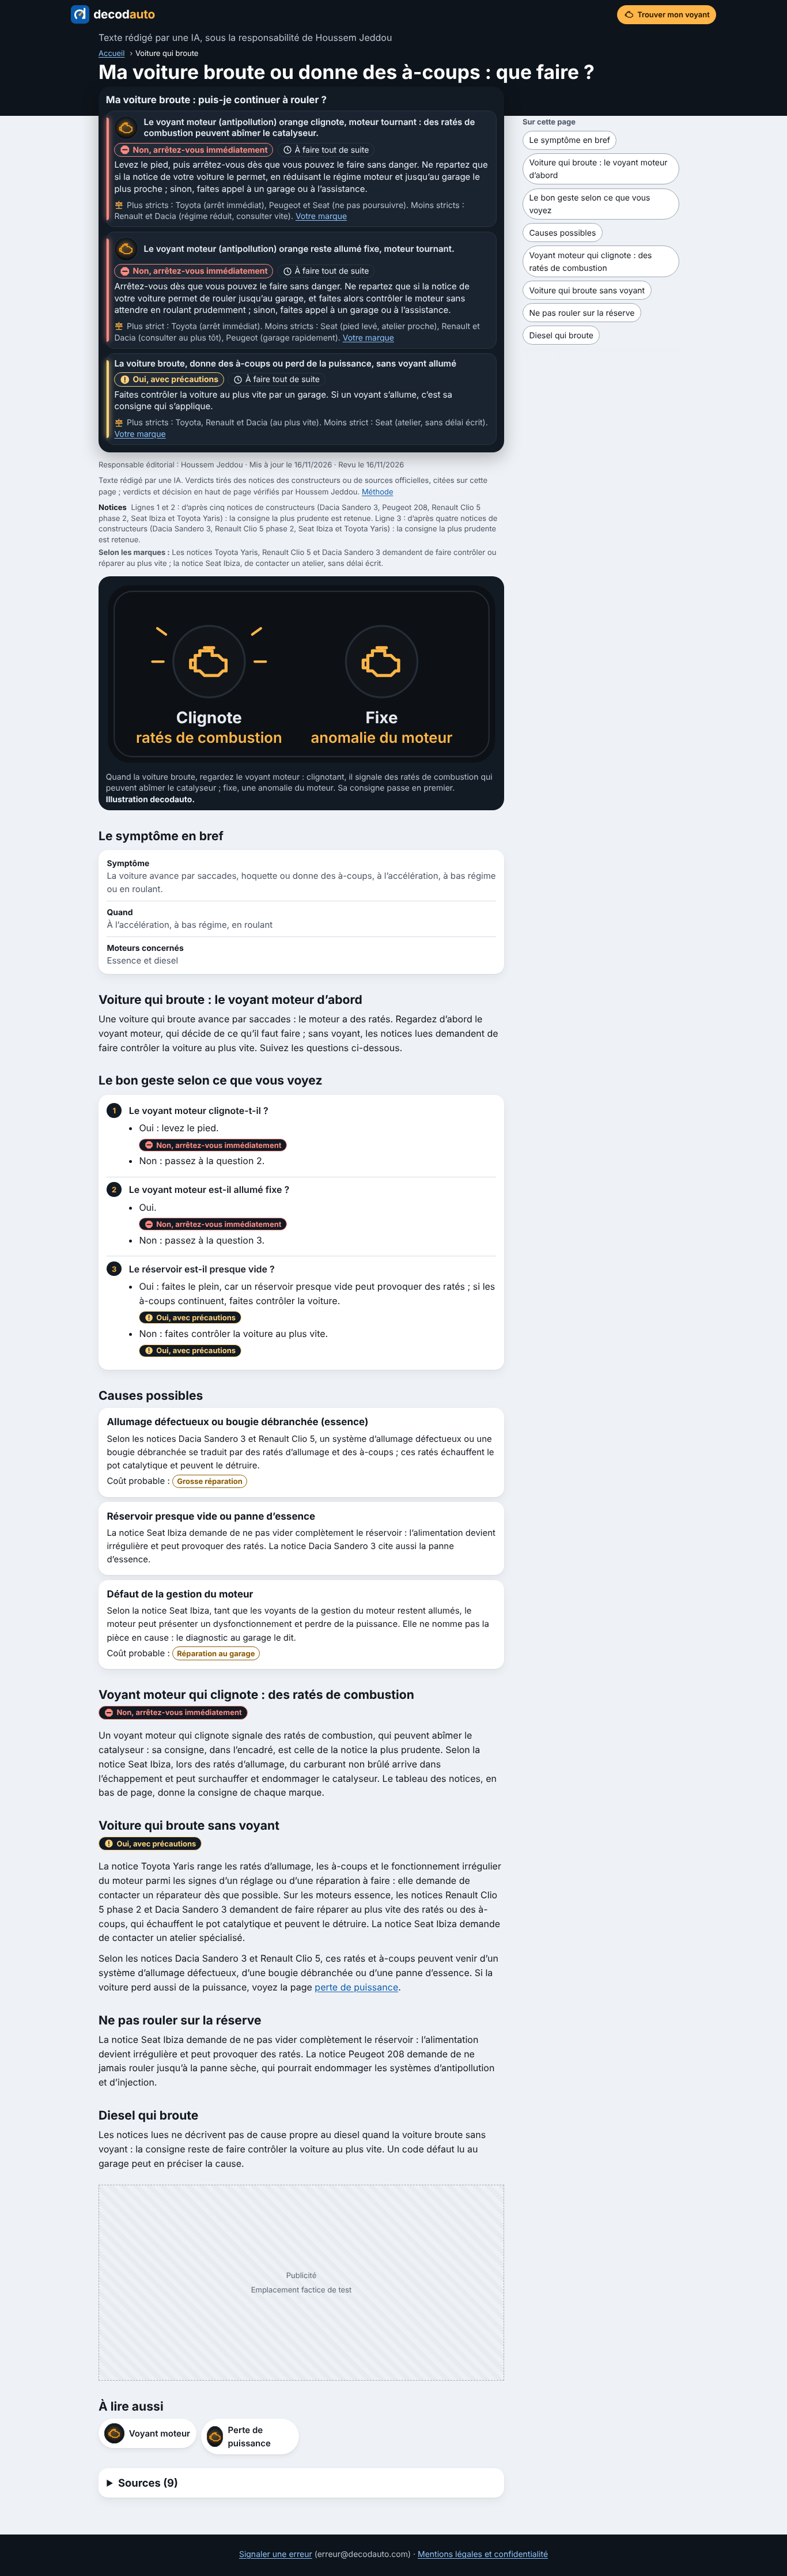 decodauto
Trouver mon voyant
Texte rédigé par une IA, sous la responsabilité de Houssem Jeddou
Accueil › Voiture qui broute
Ma voiture broute ou donne des à-coups : que faire ?
Ma voiture broute : puis-je continuer à rouler ?
Le voyant moteur (antipollution) orange clignote, moteur tournant : des ratés de
combustion peuvent abîmer le catalyseur.
Non, arrêtez-vous immédiatement
À faire tout de suite
Levez le pied, puis arrêtez-vous dès que vous pouvez le faire sans danger. Ne repartez que
si la notice de votre voiture le permet, en réduisant le régime moteur et jusqu’au garage le
plus proche ; sinon, faites appel à un garage ou à l’assistance.
Plus stricts : Toyota (arrêt immédiat), Peugeot et Seat (ne pas poursuivre). Moins stricts :
Renault et Dacia (régime réduit, consulter vite). Votre marque
Le voyant moteur (antipollution) orange reste allumé fixe, moteur tournant.
Non, arrêtez-vous immédiatement
À faire tout de suite
Arrêtez-vous dès que vous pouvez le faire sans danger. Ne repartez que si la notice de
votre voiture permet de rouler jusqu’au garage, et faites alors contrôler le moteur sans
attendre en roulant prudemment ; sinon, faites appel à un garage ou à l’assistance.
Plus strict : Toyota (arrêt immédiat). Moins stricts : Seat (pied levé, atelier proche), Renault et
Dacia (consulter au plus tôt), Peugeot (garage rapidement). Votre marque
La voiture broute, donne des à-coups ou perd de la puissance, sans voyant allumé
Oui, avec précautions
À faire tout de suite
Faites contrôler la voiture au plus vite par un garage. Si un voyant s’allume, c’est sa
consigne qui s’applique.
Plus stricts : Toyota, Renault et Dacia (au plus vite). Moins strict : Seat (atelier, sans délai écrit).
Votre marque
Sur cette page
Le symptôme en bref
Voiture qui broute : le voyant moteur
d’abord
Le bon geste selon ce que vous
voyez
Causes possibles
Voyant moteur qui clignote : des
ratés de combustion
Voiture qui broute sans voyant
Ne pas rouler sur la réserve
Diesel qui broute
Responsable éditorial : Houssem Jeddou · Mis à jour le 16/11/2026 · Revu le 16/11/2026
Texte rédigé par une IA. Verdicts tirés des notices des constructeurs ou de sources officielles, citées sur cette
page ; verdicts et décision en haut de page vérifiés par Houssem Jeddou. Méthode
Notices Lignes 1 et 2 : d’après cinq notices de constructeurs (Dacia Sandero 3, Peugeot 208, Renault Clio 5
phase 2, Seat Ibiza et Toyota Yaris) : la consigne la plus prudente est retenue. Ligne 3 : d’après quatre notices de
constructeurs (Dacia Sandero 3, Renault Clio 5 phase 2, Seat Ibiza et Toyota Yaris) : la consigne la plus prudente
est retenue.
Selon les marques : Les notices Toyota Yaris, Renault Clio 5 et Dacia Sandero 3 demandent de faire contrôler ou
réparer au plus vite ; la notice Seat Ibiza, de contacter un atelier, sans délai écrit.
Clignote
ratés de combustion
Fixe
anomalie du moteur
Quand la voiture broute, regardez le voyant moteur : clignotant, il signale des ratés de combustion qui
peuvent abîmer le catalyseur ; fixe, une anomalie du moteur. Sa consigne passe en premier.
Illustration decodauto.
Le symptôme en bref
Symptôme
La voiture avance par saccades, hoquette ou donne des à-coups, à l’accélération, à bas régime
ou en roulant.
Quand
À l’accélération, à bas régime, en roulant
Moteurs concernés
Essence et diesel
Voiture qui broute : le voyant moteur d’abord
Une voiture qui broute avance par saccades : le moteur a des ratés. Regardez d’abord le
voyant moteur, qui décide de ce qu’il faut faire ; sans voyant, les notices lues demandent de
faire contrôler la voiture au plus vite. Suivez les questions ci-dessous.
Le bon geste selon ce que vous voyez
1 Le voyant moteur clignote-t-il ?
• Oui : levez le pied.
Non, arrêtez-vous immédiatement
• Non : passez à la question 2.
2 Le voyant moteur est-il allumé fixe ?
• Oui.
Non, arrêtez-vous immédiatement
• Non : passez à la question 3.
3 Le réservoir est-il presque vide ?
• Oui : faites le plein, car un réservoir presque vide peut provoquer des ratés ; si les
à-coups continuent, faites contrôler la voiture.
Oui, avec précautions
• Non : faites contrôler la voiture au plus vite.
Oui, avec précautions
Causes possibles
Allumage défectueux ou bougie débranchée (essence)
Selon les notices Dacia Sandero 3 et Renault Clio 5, un système d’allumage défectueux ou une
bougie débranchée se traduit par des ratés d’allumage et des à-coups ; ces ratés échauffent le
pot catalytique et peuvent le détruire.
Coût probable : Grosse réparation
Réservoir presque vide ou panne d’essence
La notice Seat Ibiza demande de ne pas vider complètement le réservoir : l’alimentation devient
irrégulière et peut provoquer des ratés. La notice Dacia Sandero 3 cite aussi la panne
d’essence.
Défaut de la gestion du moteur
Selon la notice Seat Ibiza, tant que les voyants de la gestion du moteur restent allumés, le
moteur peut présenter un dysfonctionnement et perdre de la puissance. Elle ne nomme pas la
pièce en cause : le diagnostic au garage le dit.
Coût probable : Réparation au garage
Voyant moteur qui clignote : des ratés de combustion
Non, arrêtez-vous immédiatement
Un voyant moteur qui clignote signale des ratés de combustion, qui peuvent abîmer le
catalyseur : sa consigne, dans l’encadré, est celle de la notice la plus prudente. Selon la
notice Seat Ibiza, lors des ratés d’allumage, du carburant non brûlé arrive dans
l’échappement et peut surchauffer et endommager le catalyseur. Le tableau des notices, en
bas de page, donne la consigne de chaque marque.
Voiture qui broute sans voyant
Oui, avec précautions
La notice Toyota Yaris range les ratés d’allumage, les à-coups et le fonctionnement irrégulier
du moteur parmi les signes d’un réglage ou d’une réparation à faire : elle demande de
contacter un réparateur dès que possible. Sur les moteurs essence, les notices Renault Clio
5 phase 2 et Dacia Sandero 3 demandent de faire réparer au plus vite des ratés ou des à-
coups, qui échauffent le pot catalytique et peuvent le détruire. La notice Seat Ibiza demande
de contacter un atelier spécialisé.
Selon les notices Dacia Sandero 3 et Renault Clio 5, ces ratés et à-coups peuvent venir d’un
système d’allumage défectueux, d’une bougie débranchée ou d’une panne d’essence. Si la
voiture perd aussi de la puissance, voyez la page perte de puissance.
Ne pas rouler sur la réserve
La notice Seat Ibiza demande de ne pas vider complètement le réservoir : l’alimentation
devient irrégulière et peut provoquer des ratés. La notice Peugeot 208 demande de ne
jamais rouler jusqu’à la panne sèche, qui pourrait endommager les systèmes d’antipollution
et d’injection.
Diesel qui broute
Les notices lues ne décrivent pas de cause propre au diesel quand la voiture broute sans
voyant : la consigne reste de faire contrôler la voiture au plus vite. Un code défaut lu au
garage peut en préciser la cause.
Publicité
Emplacement factice de test
À lire aussi
Voyant moteur
Perte de
puissance
Sources (9)
Signaler une erreur (erreur@decodauto.com) · Mentions légales et confidentialité